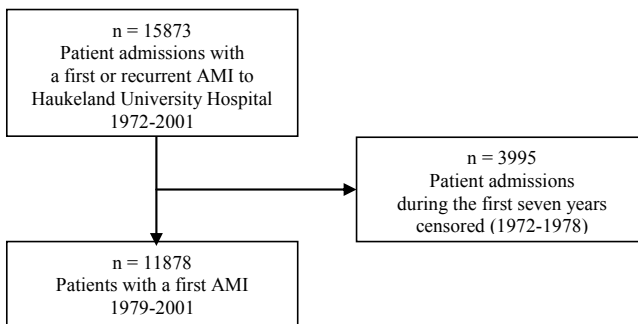 n = 15873
Patient admissions with
a first or recurrent AMI to
Haukeland University Hospital
1972-2001
n = 3995
Patient admissions
during the first seven years
censored (1972-1978)
n = 11878
Patients with a first AMI
1979-2001